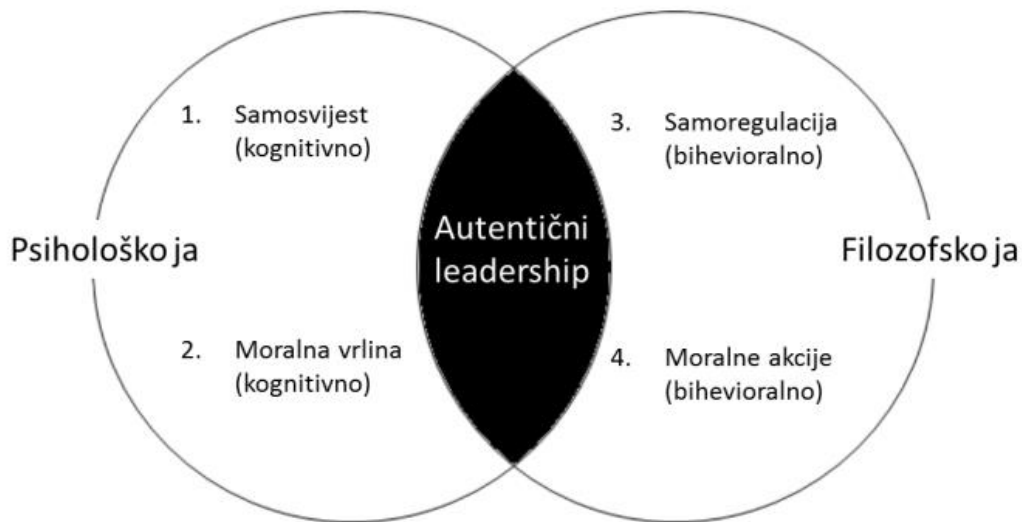 1. Samosvijest
(kognitivno)
3. Samoregulacija
(bihevioralno)
Psihološko ja
Autentični
leadership
Filozofsko ja
2. Moralna vrlina
(kognitivno)
4. Moralne akcije
(bihevioralno)